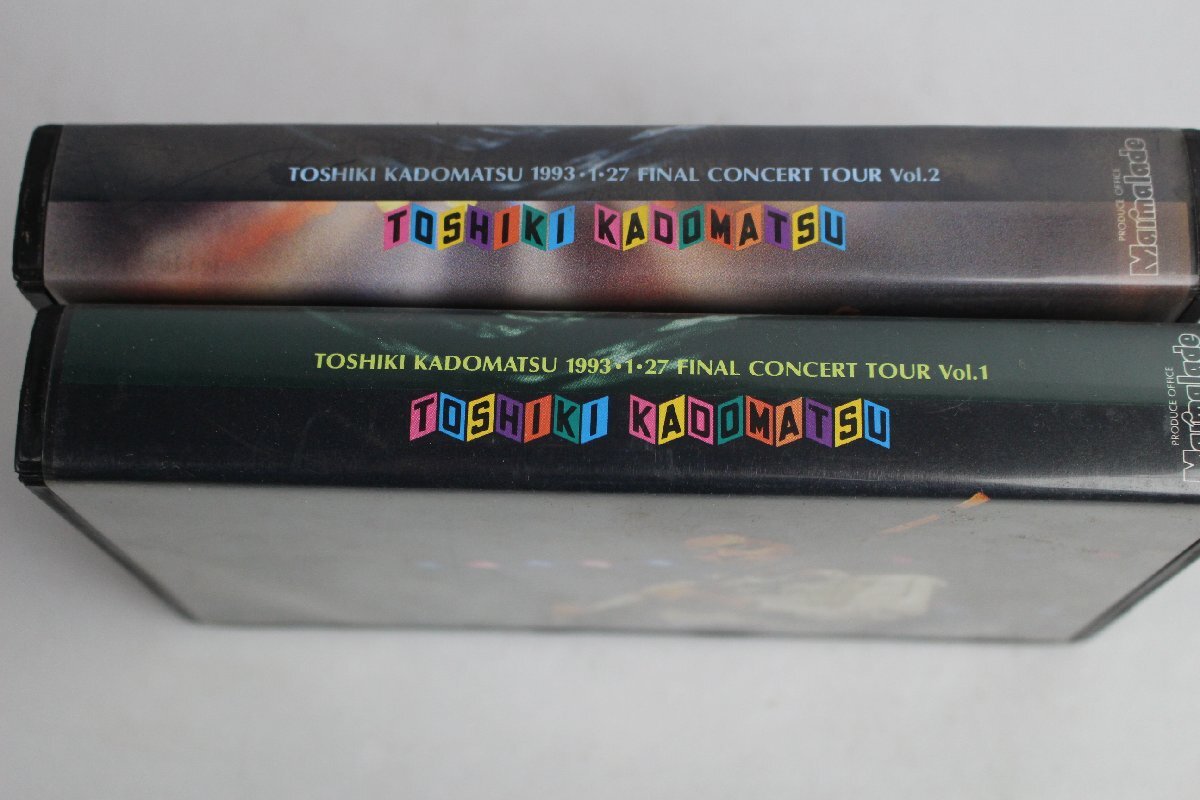 TOSHIKI KADOMATSU 1993・1・27 FINAL CONCERT TOUR Vol.2
TOSHIKI KADOMATSU
PRODUCE OFFICE
Marmalade
TOSHIKI KADOMATSU 1993・1・27 FINAL CONCERT TOUR Vol.1
TOSHIKI KADOMATSU
PRODUCE OFFICE
Marmalade